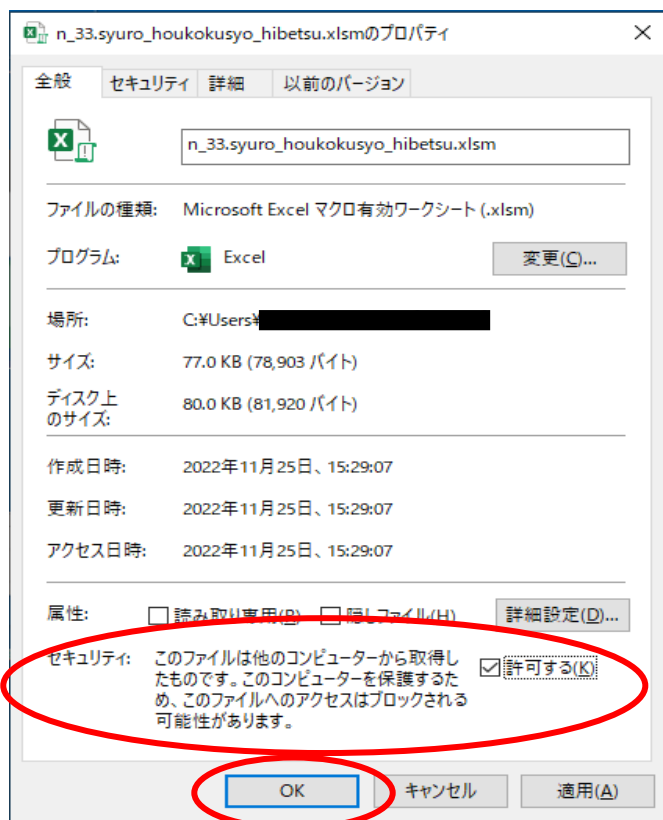 n_33.syuro_houkokusyo_hibetsu.xlsmのプロパティ
全般 セキュリティ 詳細 以前のバージョン
n_33.syuro_houkokusyo_hibetsu.xlsm
ファイルの種類: Microsoft Excel マクロ有効ワークシート (.xlsm)
プログラム: Excel 変更(C)...
場所: C:¥Users¥
サイズ: 77.0 KB (78,903 バイト)
ディスク上
のサイズ: 80.0 KB (81,920 バイト)
作成日時: 2022年11月25日、15:29:07
更新日時: 2022年11月25日、15:29:07
アクセス日時: 2022年11月25日、15:29:07
属性: 読み取り専用(R) 隠しファイル(H) 詳細設定(D)...
セキュリティ: このファイルは他のコンピューターから取得し
たものです。このコンピューターを保護するた
め、このファイルへのアクセスはブロックされる
可能性があります。
許可する(K)
OK キャンセル 適用(A)